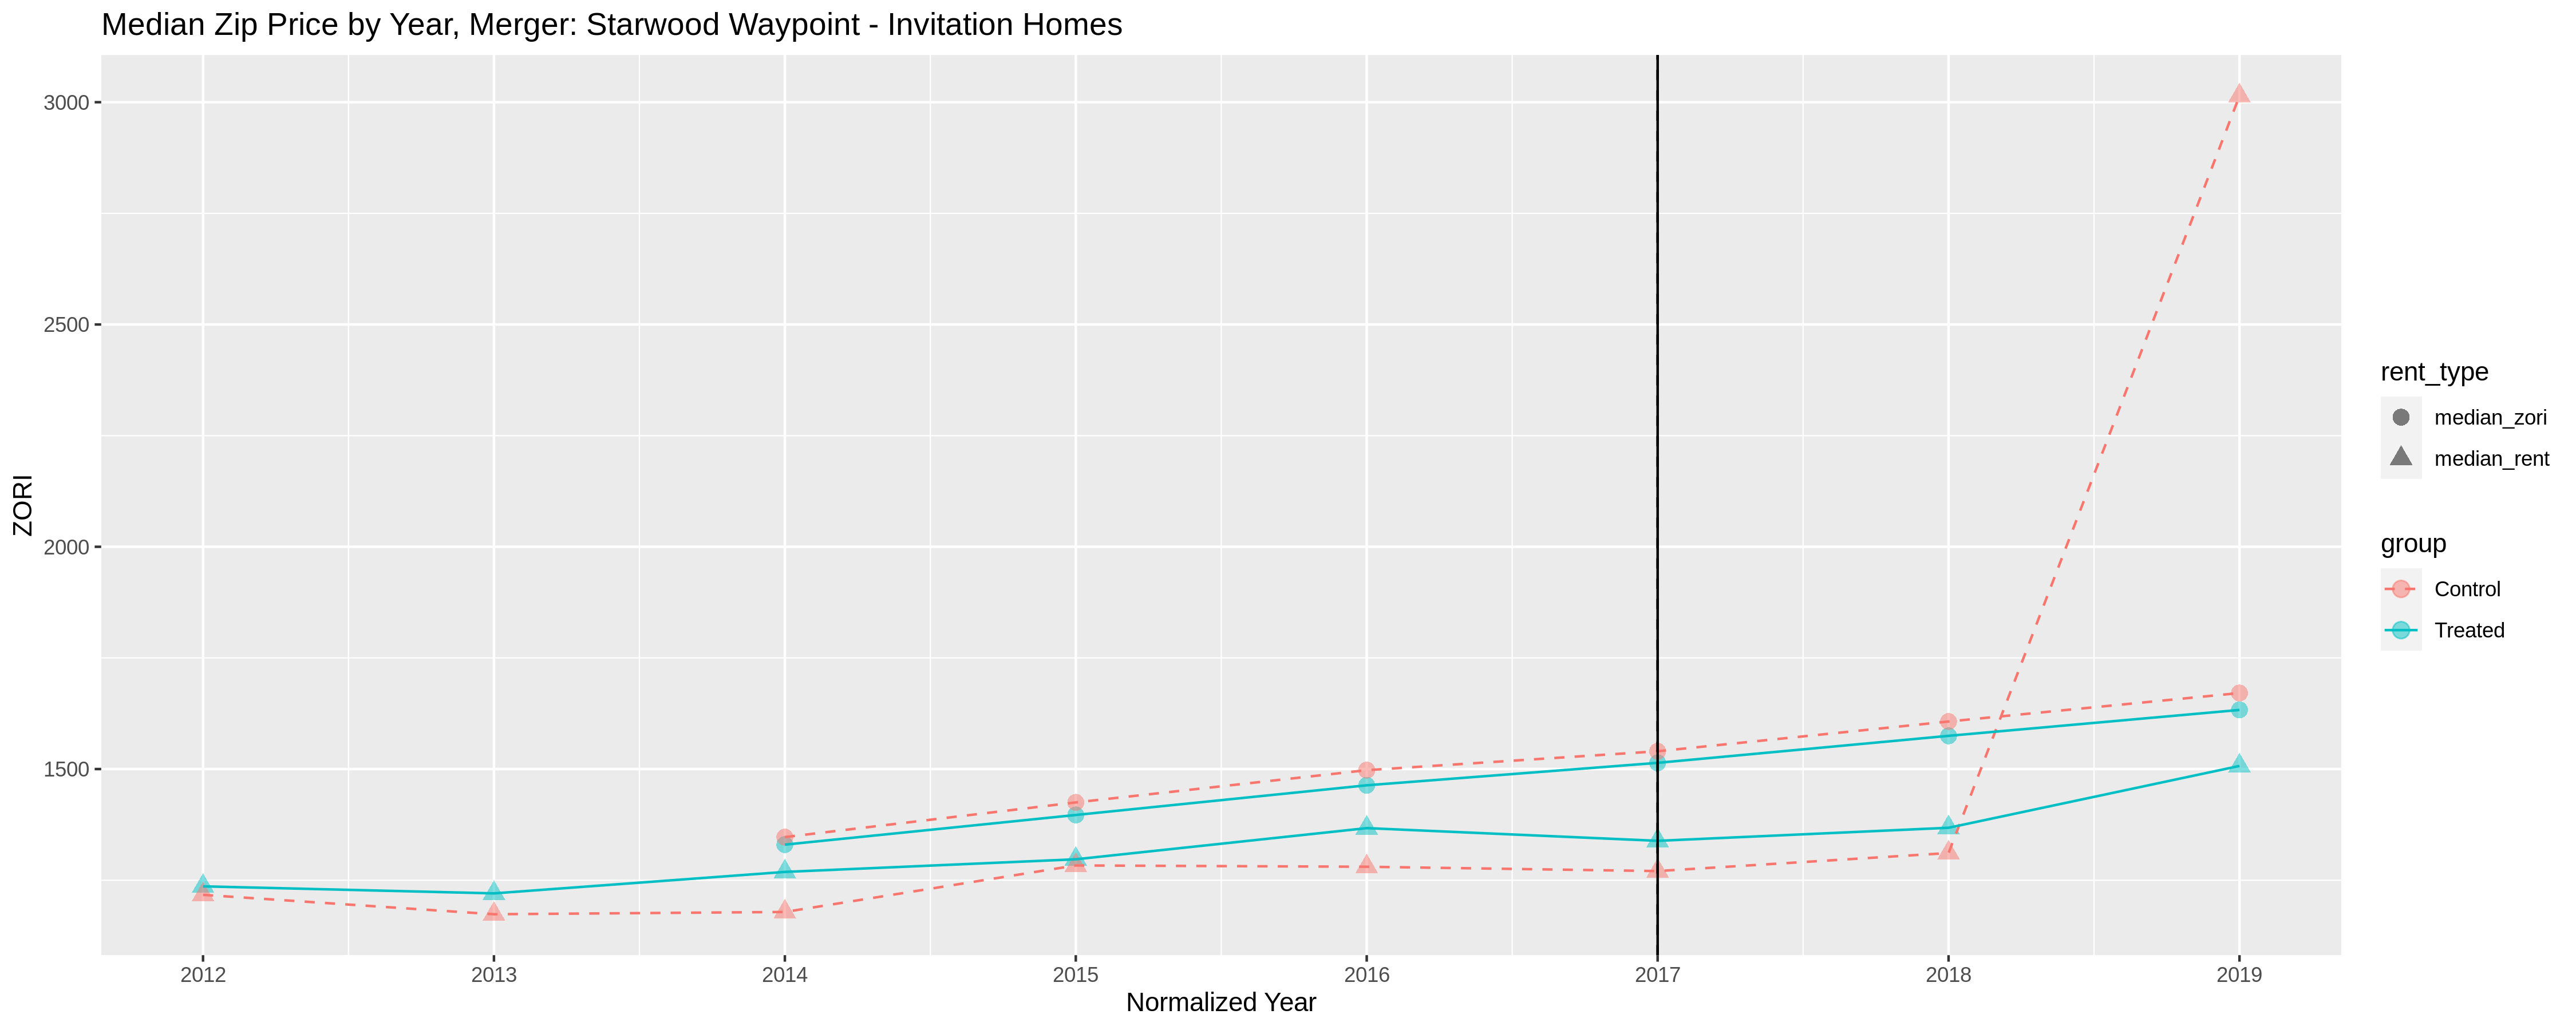 Median Zip Price by Year, Merger: Starwood Waypoint - Invitation Homes
ZORI
3000
2500
2000
1500
2012 2013 2014 2015 2016 2017 2018 2019
Normalized Year
rent_type
median_zori
median_rent
group
Control
Treated